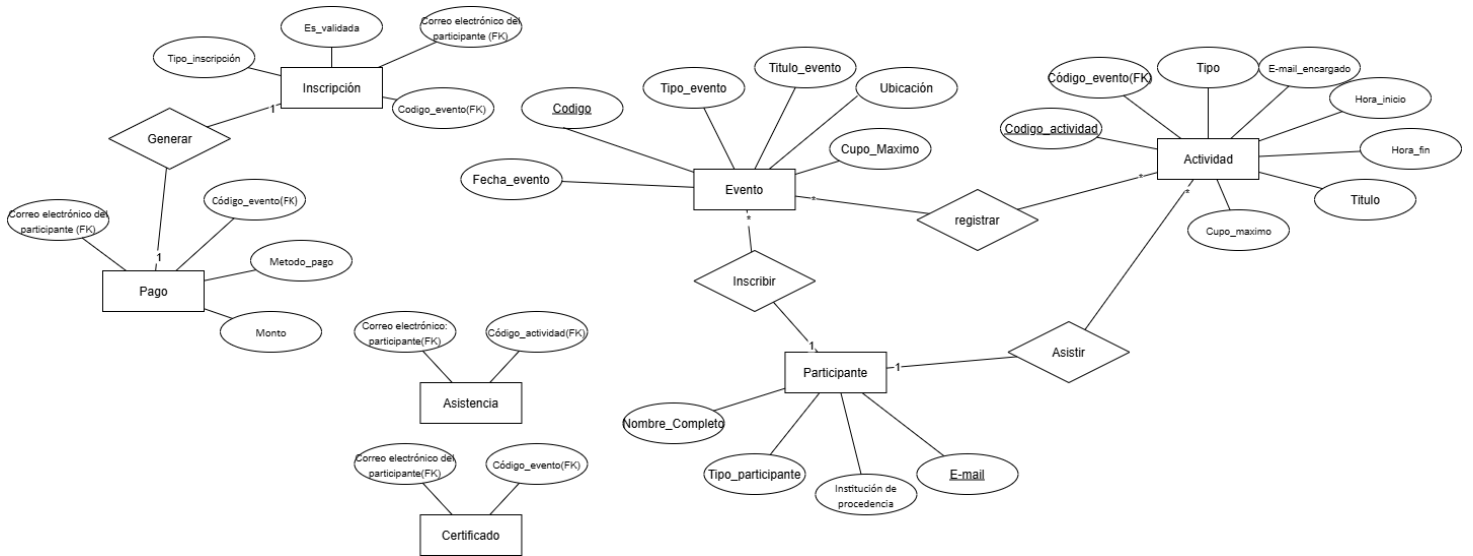 Es_validada
Correo electrónico del
participante (FK)
Tipo_inscripción
Inscripción
Codigo_evento(FK)
1
Generar
1
Correo electrónico del
participante (FK)
Código_evento(FK)
Metodo_pago
Pago
Monto
Codigo
Tipo_evento
Titulo_evento
Ubicación
Cupo_Maximo
Fecha_evento
Evento
*
*
registrar
*
Código_evento(FK)
Tipo
E-mail_encargado
Hora_inicio
Codigo_actividad
Hora_fin
Actividad
Titulo
Cupo_maximo
*
Inscribir
1
Participante
1
Asistir
Nombre_Completo
Tipo_participante
Institución de
procedencia
E-mail
Correo electrónico:
participante(FK)
Código_actividad(FK)
Asistencia
Correo electrónico del
participante(FK)
Código_evento(FK)
Certificado